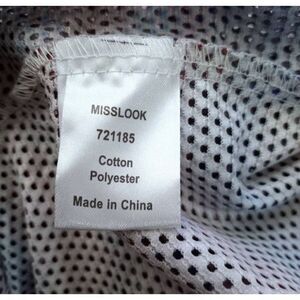 MISSLOOK
721185
Cotton
Polyester
Made in China